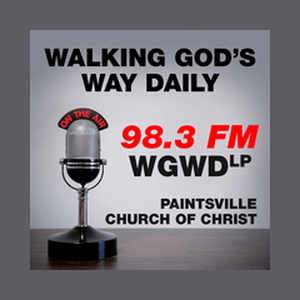 WALKING GOD'S
WAY DAILY
ON THE AIR
98.3 FM
WGWDLP
PAINTSVILLE
CHURCH OF CHRIST